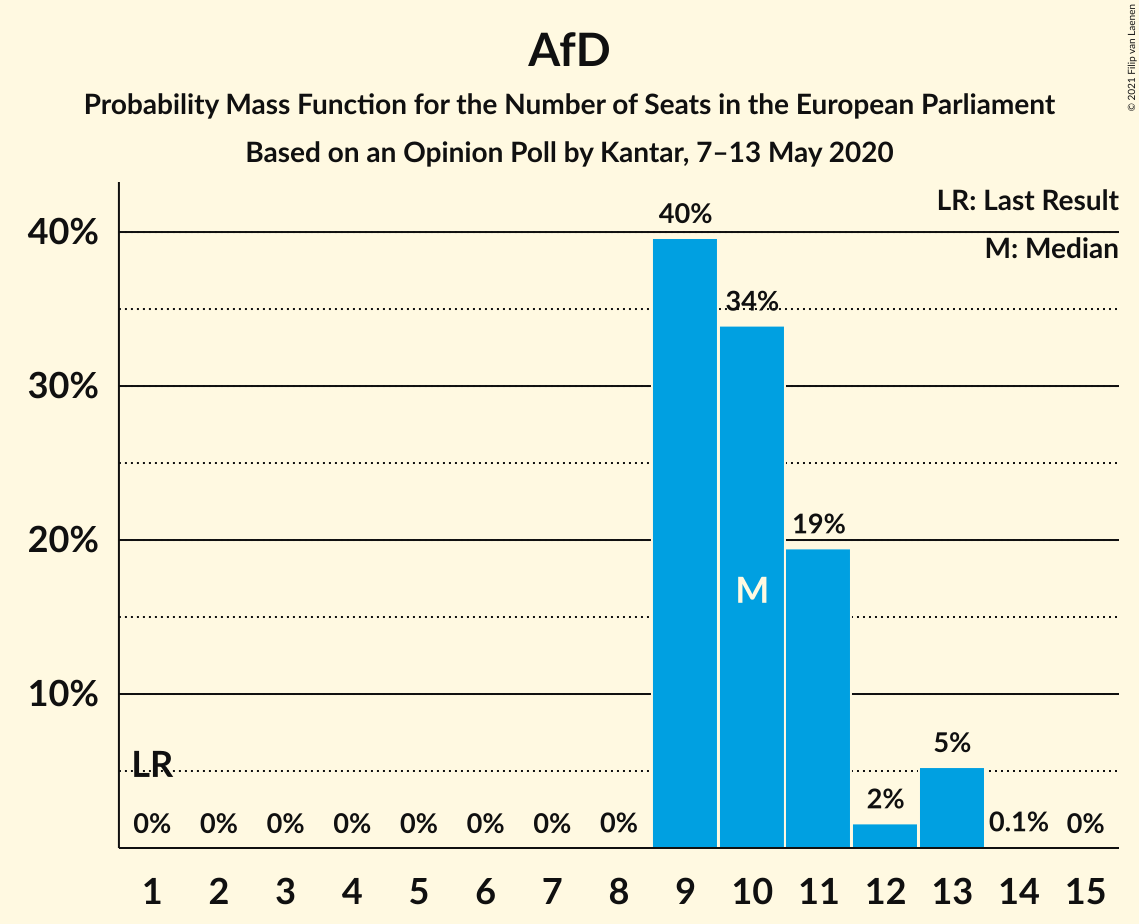 AfD
Probability Mass Function for the Number of Seats in the European Parliament
Based on an Opinion Poll by Kantar, 7–13 May 2020
© 2021 Filip van Laenen
LR: Last Result
M: Median
40%
30%
20%
10%
40%
34%
19%
M
5%
2%
LR
0% 0% 0% 0% 0% 0% 0% 0% 0.1% 0%
1 2 3 4 5 6 7 8 9 10 11 12 13 14 15